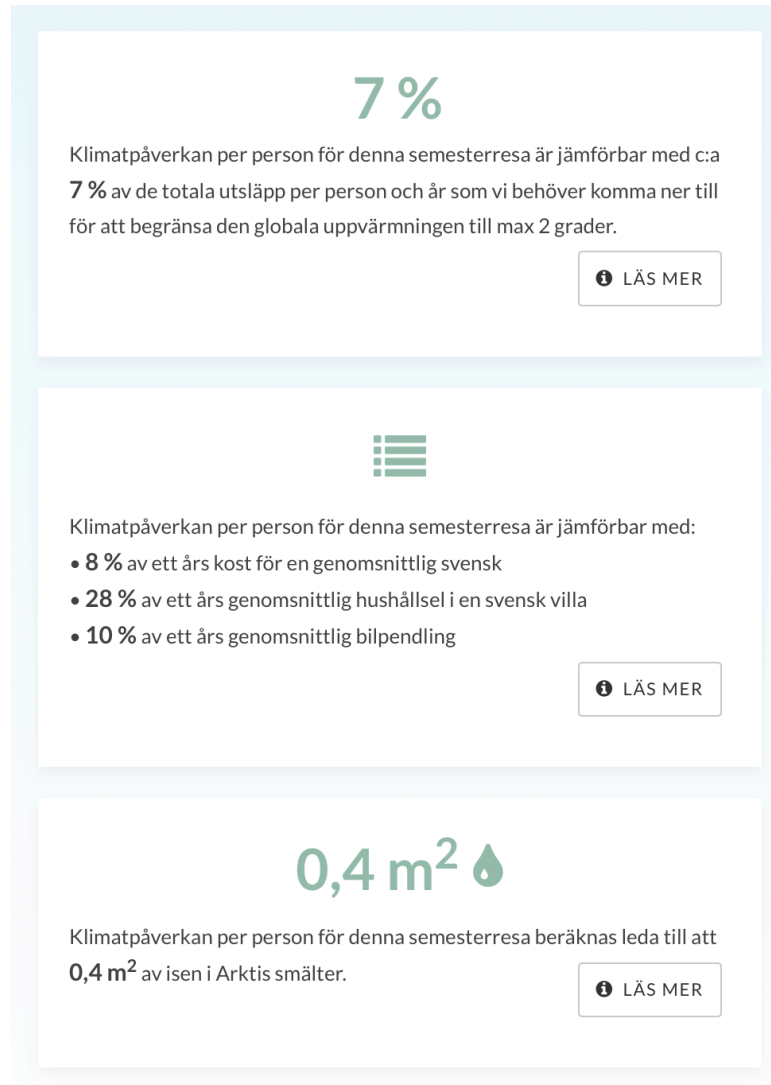 7 %
Klimatpåverkan per person för denna semesterresa är jämförbar med c:a
7 % av de totala utsläpp per person och år som vi behöver komma ner till
för att begränsa den globala uppvärmningen till max 2 grader.
LÄS MER
Klimatpåverkan per person för denna semesterresa är jämförbar med:
• 8 % av ett års kost för en genomsnittlig svensk
• 28 % av ett års genomsnittlig hushållsel i en svensk villa
• 10 % av ett års genomsnittlig bilpendling
LÄS MER
0,4 m²
Klimatpåverkan per person för denna semesterresa beräknas leda till att
0,4 m² av isen i Arktis smälter.
LÄS MER